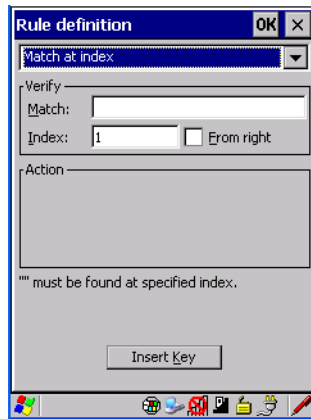 Rule definition OK ×
Match at index
Verify
Match:
Index: 1 From right
Action
"" must be found at specified index.
Insert Key